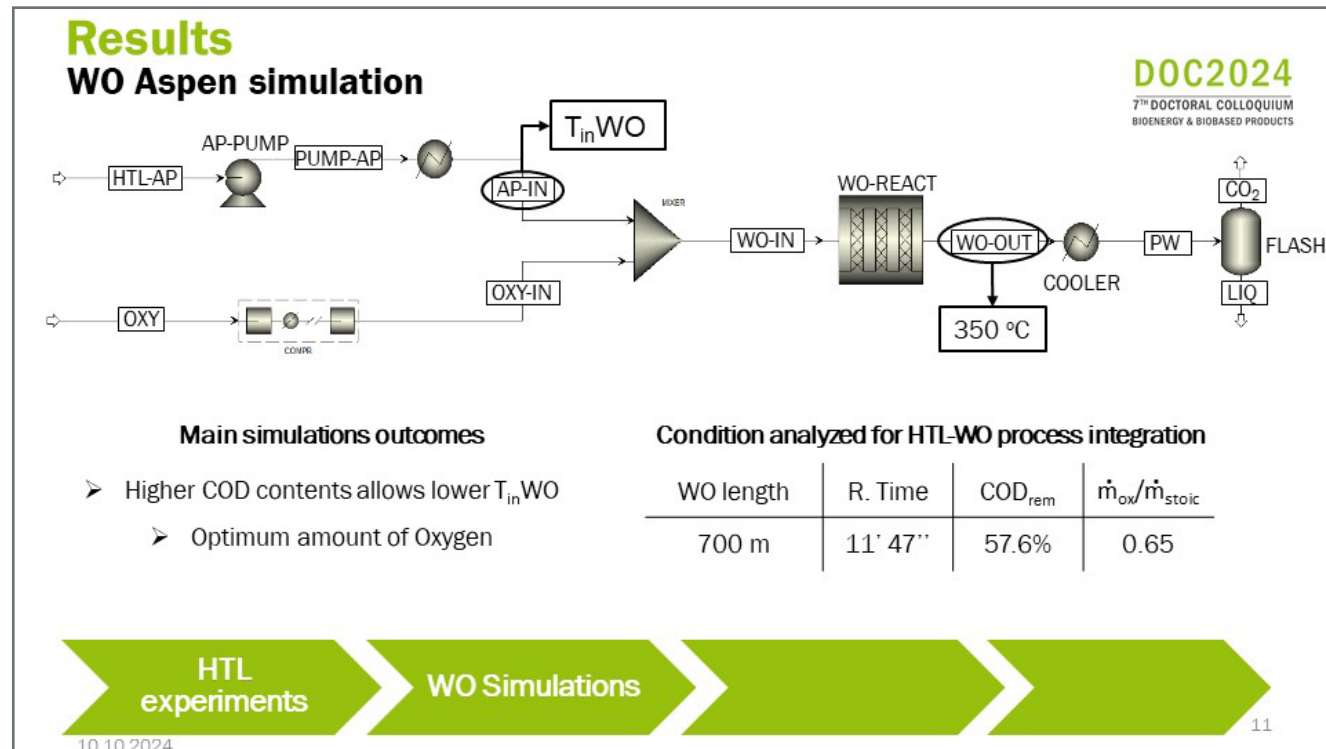 Results
WO Aspen simulation
DOC2024
7TH DOCTORAL COLLOQUIUM
BIOENERGY & BIOBASED PRODUCTS
TinWO
AP-PUMP
PUMP-AP
HTL-AP
AP-IN
MIXER
WO-REACT
CO2
WO-IN
WO-OUT
PW
FLASH
COOLER
OXY-IN
LIQ
OXY
COMPR
350 ºC
Main simulations outcomes
➢ Higher COD contents allows lower TinWO
➢ Optimum amount of Oxygen
Condition analyzed for HTL-WO process integration
WO length R. Time CODrem ṁox/ṁstoic
700 m 11' 47'' 57.6% 0.65
HTL
experiments
WO Simulations
10.10.2024
11